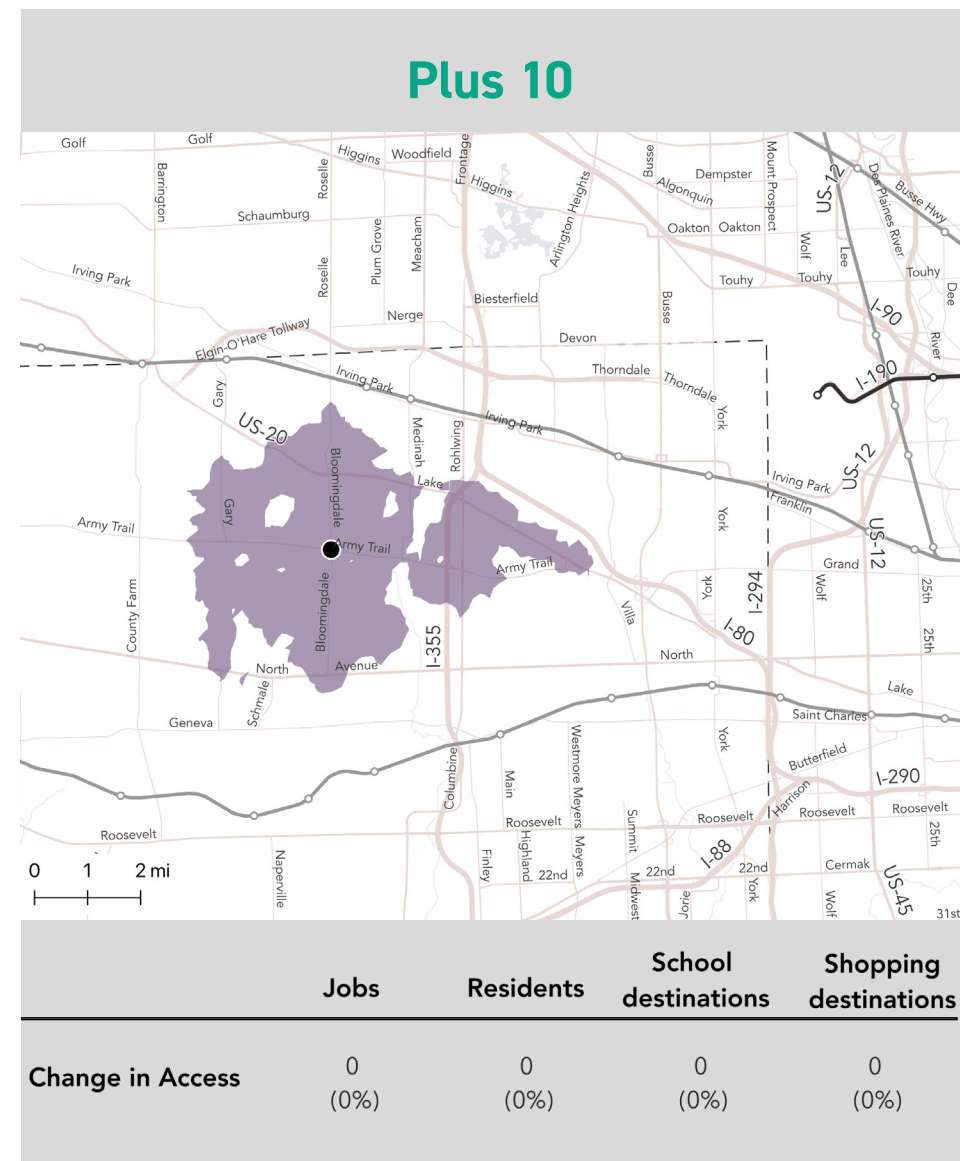 Plus 10
Golf
Golf
Higgins
Woodfield
Frontage
Higgins
Barrington
Roselle
Schaumburg
Plum Grove
Meacham
Arlington Heights
Busse
Algonquin
Dempster
Mount Prospect
US-12
Des Plaines River
Busse Hwy
Oakton
Oakton
Wolf
Lee
Irving Park
Roselle
Touhy
Touhy
Touhy
Dee
Biesterfield
Busse
I-90
Nerge
Elgin-O'Hare Tollway
Devon
River
Irving Park
Thorndale
Thorndale
I-190
Gary
York
Irving Park
US-20
Medinah
Rohlwing
Bloomingdale
Lake
US-12
Irving Park
Franklin
Gary
York
Army Trail
Army Trail
Army Trail
US-12
Grand
County Farm
Bloomingdale
York
I-294
Wolf
25th
Villa
I-80
25th
I-355
North
Avenue
North
Schmale
Lake
Geneva
Saint Charles
York
Westmore Meyers
Butterfield
Columbine
Main
I-290
Harrison
Roosevelt
Roosevelt
Roosevelt
Roosevelt
Roosevelt
Summit
25th
Highland
Meyers
I-88
Naperville
Finley
22nd
22nd
22nd
Cermak
Midwest
Jorie
York
Wolf
US-45
31st
0 1 2 mi
Jobs
Residents
School
destinations
Shopping
destinations
Change in Access
0
(0%)
0
(0%)
0
(0%)
0
(0%)